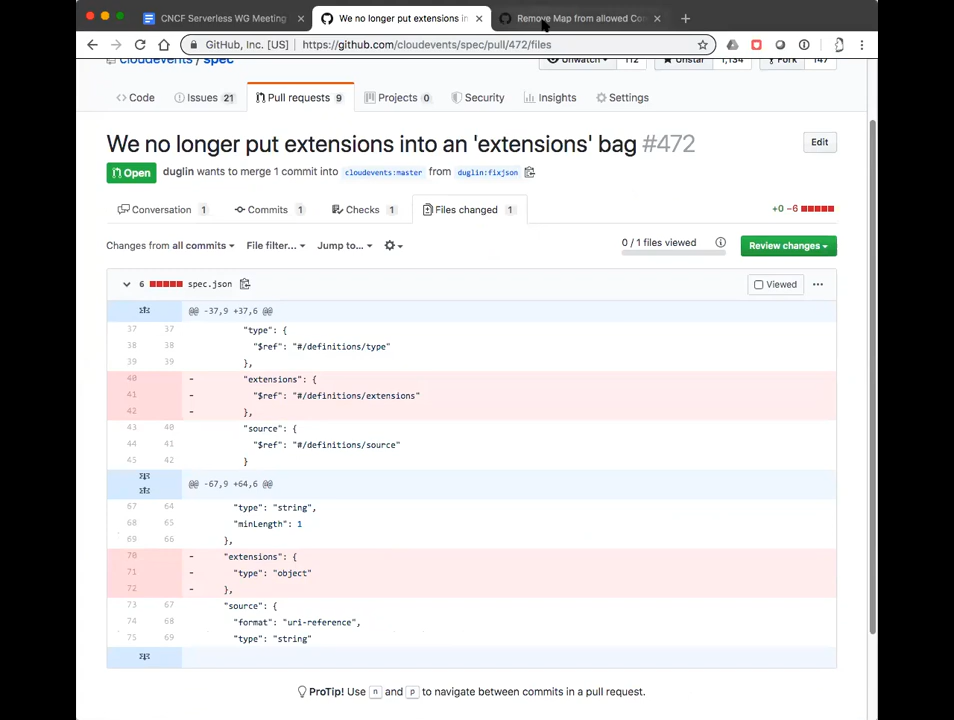 CNCF Serverless WG Meeting
We no longer put extensions in
Remove Map from allowed Co
GitHub, Inc. [US] https://github.com/cloudevents/spec/pull/472/files
cloudevents/spec
Unwatch 112 Unstar 1,134 Fork 147
Code Issues 21 Pull requests 9 Projects 0 Security Insights Settings
We no longer put extensions into an 'extensions' bag #472
Edit
Open duglin wants to merge 1 commit into cloudevents:master from duglin:fixjson
Conversation 1 Commits 1 Checks 1 Files changed 1 +0 −6
Changes from all commits File filter... Jump to... 0 / 1 files viewed Review changes
6 spec.json Viewed ...
@@ -37,9 +37,6 @@
37 37 "type": {
38 38 "$ref": "#/definitions/type"
39 39 },
40 - "extensions": {
41 - "$ref": "#/definitions/extensions"
42 - },
43 40 "source": {
44 41 "$ref": "#/definitions/source"
45 42 }
@@ -67,9 +64,6 @@
67 64 "type": "string",
68 65 "minLength": 1
69 66 },
70 - "extensions": {
71 - "type": "object"
72 - },
73 67 "source": {
74 68 "format": "uri-reference",
75 69 "type": "string"
ProTip! Use n and p to navigate between commits in a pull request.